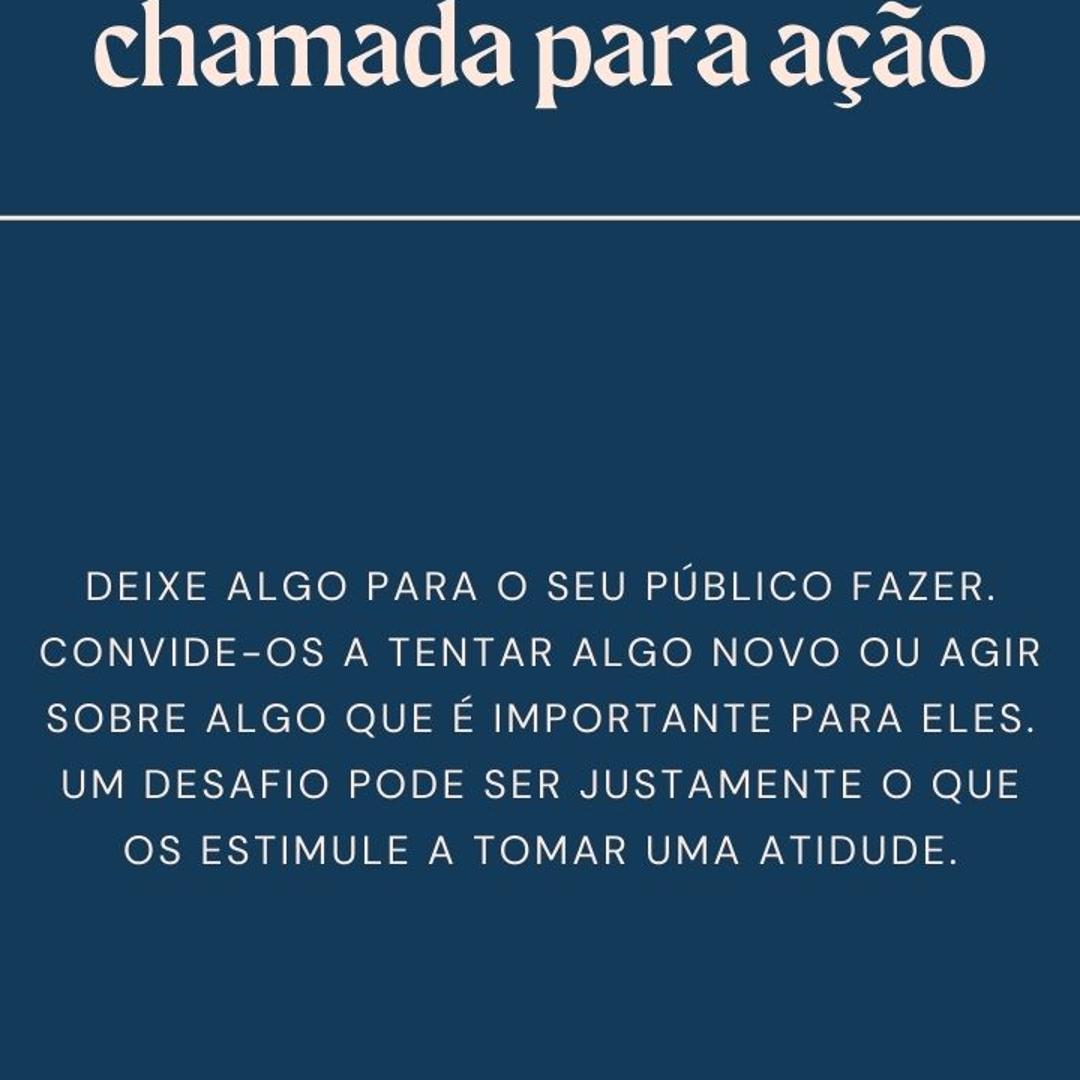 chamada para ação
DEIXE ALGO PARA O SEU PÚBLICO FAZER.
CONVIDE-OS A TENTAR ALGO NOVO OU AGIR
SOBRE ALGO QUE É IMPORTANTE PARA ELES.
UM DESAFIO PODE SER JUSTAMENTE O QUE
OS ESTIMULE A TOMAR UMA ATIDUDE.